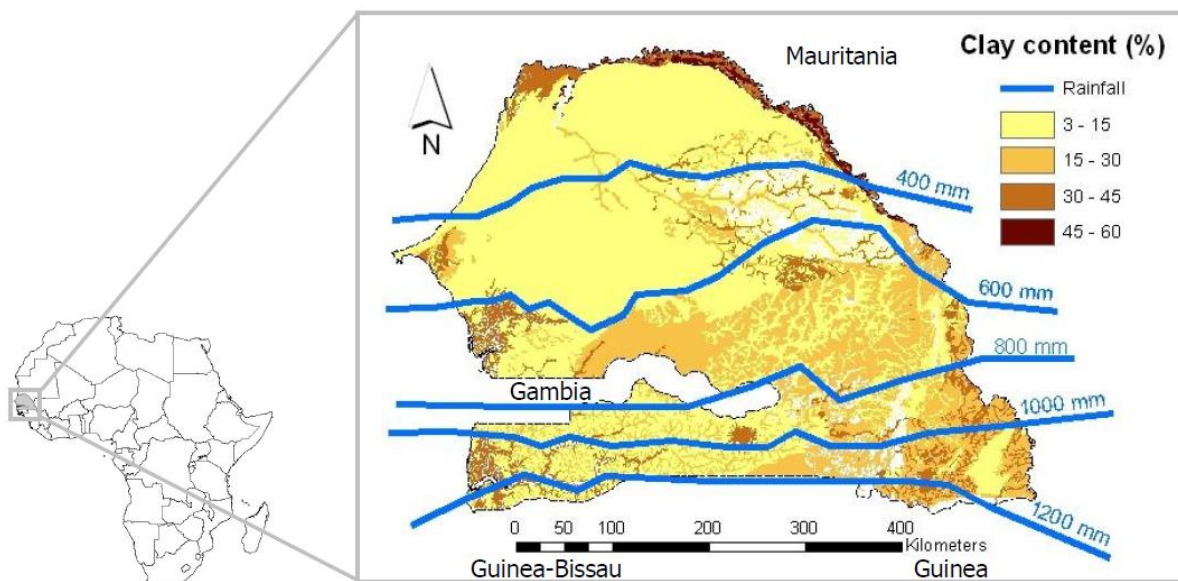 Mauritania
Clay content (%)
Rainfall
3 - 15
15 - 30
30 - 45
45 - 60
N
400 mm
600 mm
800 mm
Gambia
1000 mm
1200 mm
0 50 100 200 300 400
Kilometers
Guinea-Bissau
Guinea